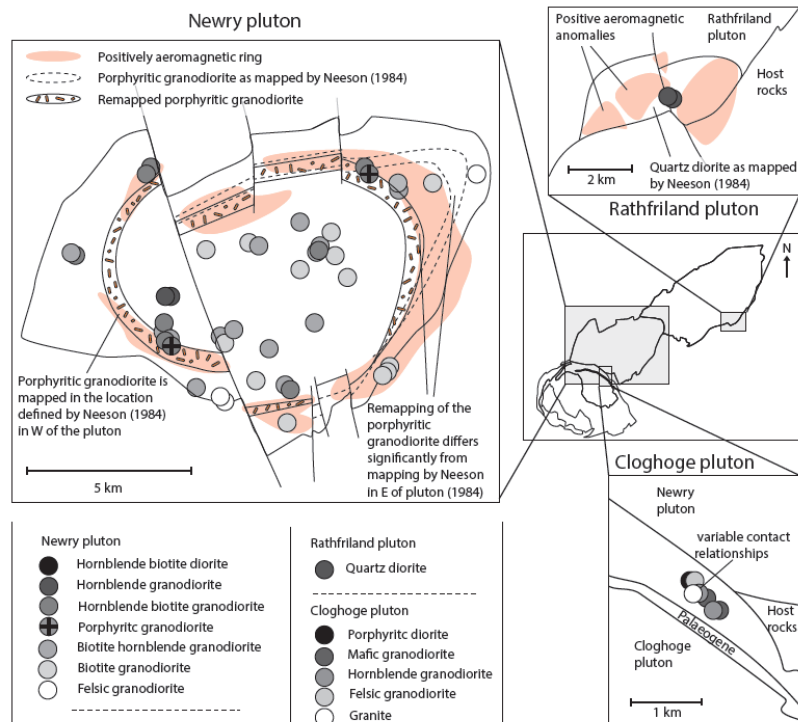 Newry pluton
Positively aeromagnetic ring
Porphyritic granodiorite as mapped by Neeson (1984)
Remapped porphyritic granodiorite
Porphyritic granodiorite is
mapped in the location
defined by Neeson (1984)
in W of the pluton
Remapping of the
porphyritic
granodiorite differs
significantly from
mapping by Neeson
in E of pluton (1984)
5 km
Positive aeromagnetic
anomalies
Rathfriland
pluton
Host
rocks
2 km
Quartz diorite as mapped
by Neeson (1984)
Rathfriland pluton
N
Cloghoge pluton
Newry
pluton
variable contact
relationships
Host
rocks
Palaeogene
Cloghoge
pluton
1 km
Newry pluton
Hornblende biotite diorite
Hornblende granodiorite
Hornblende biotite granodiorite
Porphyritc granodiorite
Biotite hornblende granodiorite
Biotite granodiorite
Felsic granodiorite
Rathfriland pluton
Quartz diorite
Cloghoge pluton
Porphyritc diorite
Mafic granodiorite
Hornblende granodiorite
Felsic granodiorite
Granite